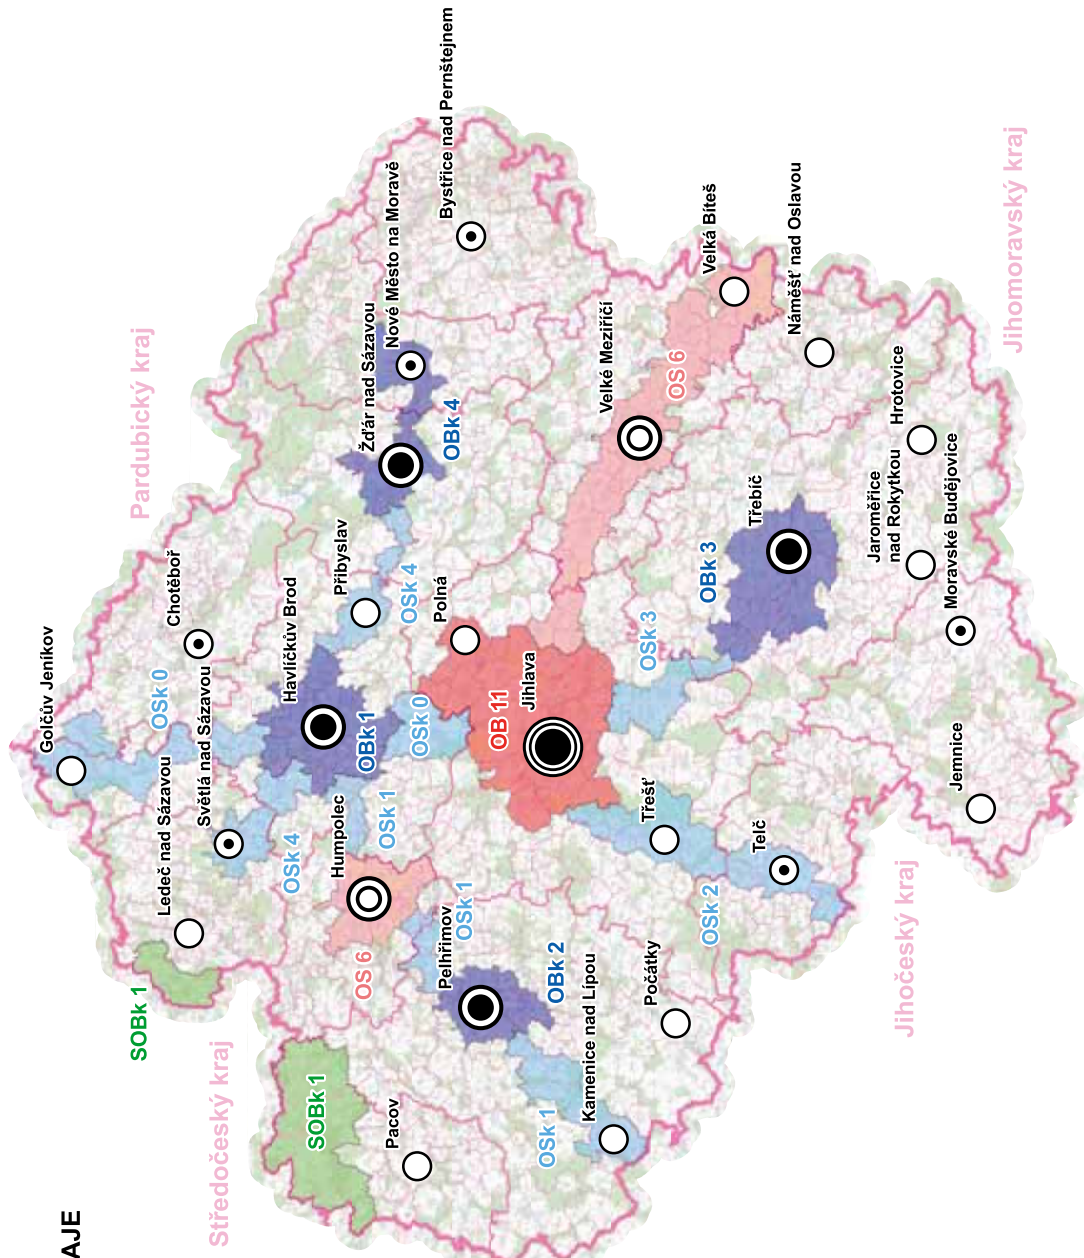 AJE
Středočeský kraj
SOBk 1
SOBk 1
Pacov
Ledeč nad Sázavou
Golčův Jeníkov
OSk 0
Světlá nad Sázavou
Chotěboř
Pardubický kraj
OSk 4
Havlíčkův Brod
OBk 1
OSk 1
Humpolec
OS 6
OSk 1
Pelhřimov
OBk 2
OSk 1
Kamenice nad Lípou
Počátky
OSk 0
Přibyslav
OSk 4
Polná
Žďár nad Sázavou
Nové Město na Moravě
OBk 4
Bystřice nad Pernštejnem
OB 11
Jihlava
Třešť
OSk 2
Telč
OSk 3
Velké Meziříčí
OS 6
Velká Bíteš
OBk 3
Třebíč
Náměšť nad Oslavou
Hrotovice
Jaroměřice
nad Rokytkou
Moravské Budějovice
Jemnice
Jihočeský kraj
Jihomoravský kraj